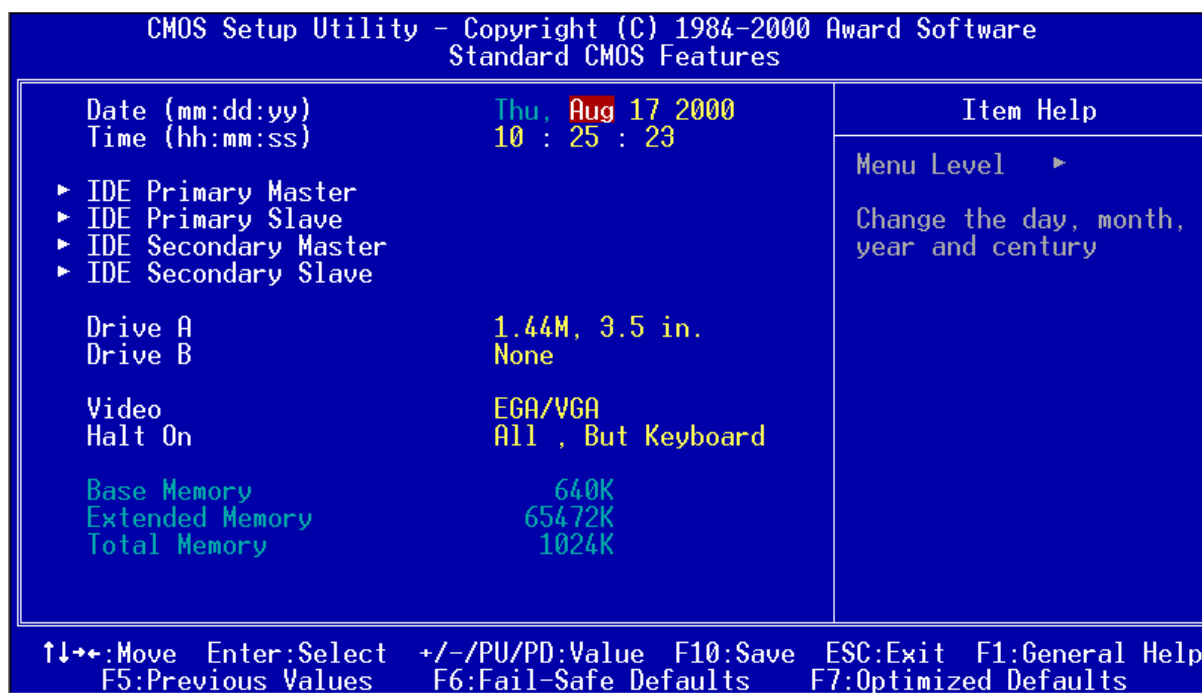 CMOS Setup Utility - Copyright (C) 1984-2000 Award Software
Standard CMOS Features
Date (mm:dd:yy) Thu, Aug 17 2000
Time (hh:mm:ss) 10 : 25 : 23
► IDE Primary Master
► IDE Primary Slave
► IDE Secondary Master
► IDE Secondary Slave
Drive A 1.44M, 3.5 in.
Drive B None
Video EGA/VGA
Halt On All , But Keyboard
Base Memory 640K
Extended Memory 65472K
Total Memory 1024K
Item Help
Menu Level ►
Change the day, month,
year and century
↑↓→←:Move Enter:Select +/-/PU/PD:Value F10:Save ESC:Exit F1:General Help
F5:Previous Values F6:Fail-Safe Defaults F7:Optimized Defaults